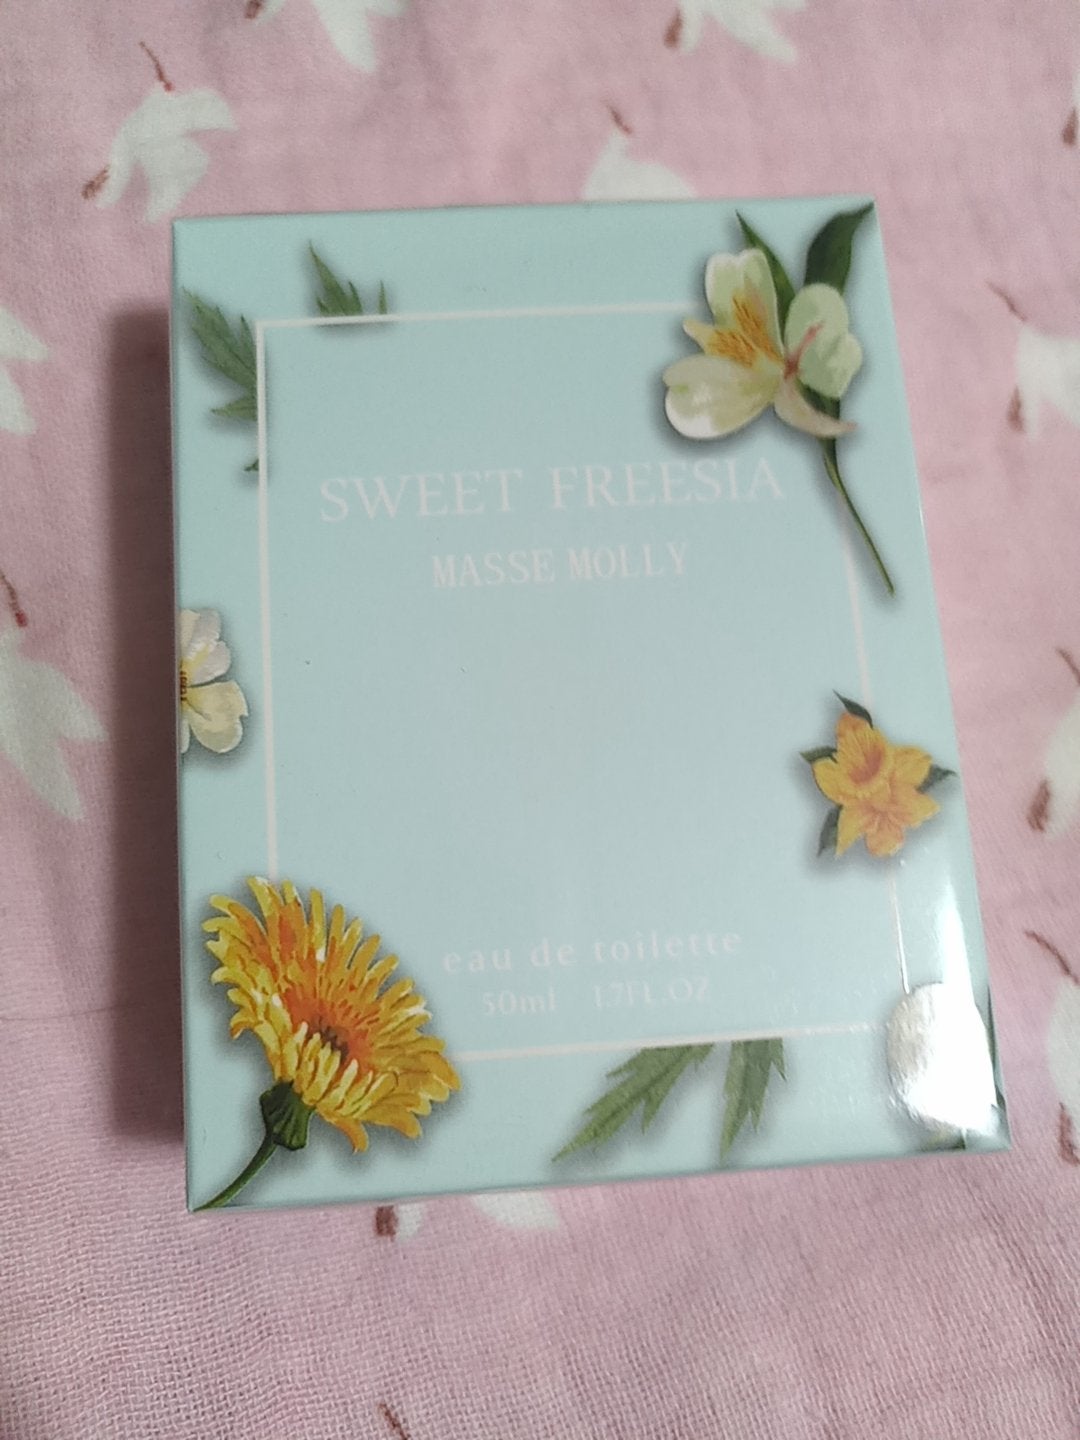 SWEET FREESIA
MASSE MOLLY
eau de toilette
50ml 1.7FL.OZ